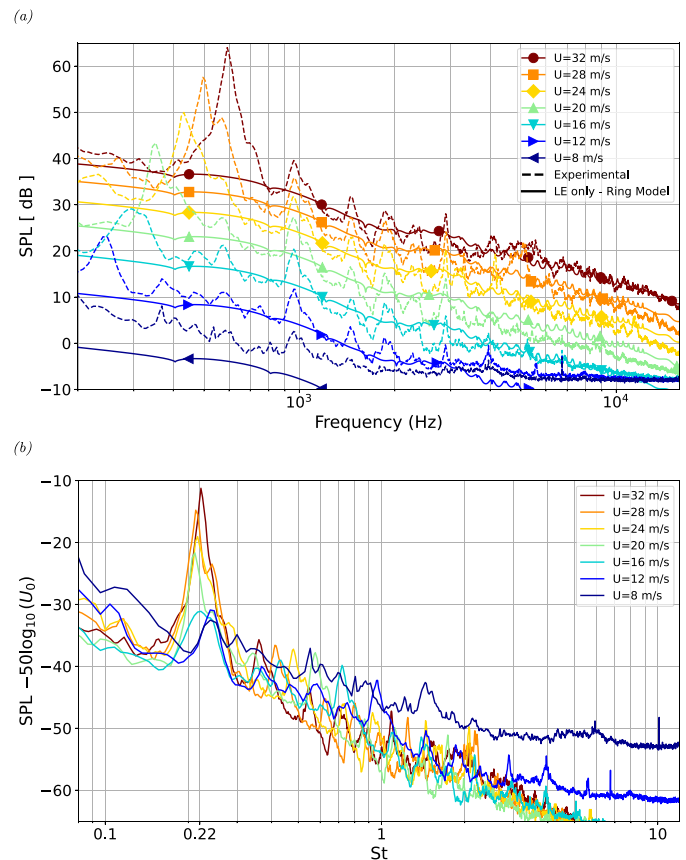 (a)
60
50
40
30
20
10
0
−10
SPL [ dB ]
U=32 m/s
U=28 m/s
U=24 m/s
U=20 m/s
U=16 m/s
U=12 m/s
U=8 m/s
Experimental
LE only - Ring Model
10³
10⁴
Frequency (Hz)
(b)
−10
−20
−30
−40
−50
−60
SPL −50log₁₀(U₀)
U=32 m/s
U=28 m/s
U=24 m/s
U=20 m/s
U=16 m/s
U=12 m/s
U=8 m/s
0.1
0.22
1
10
St